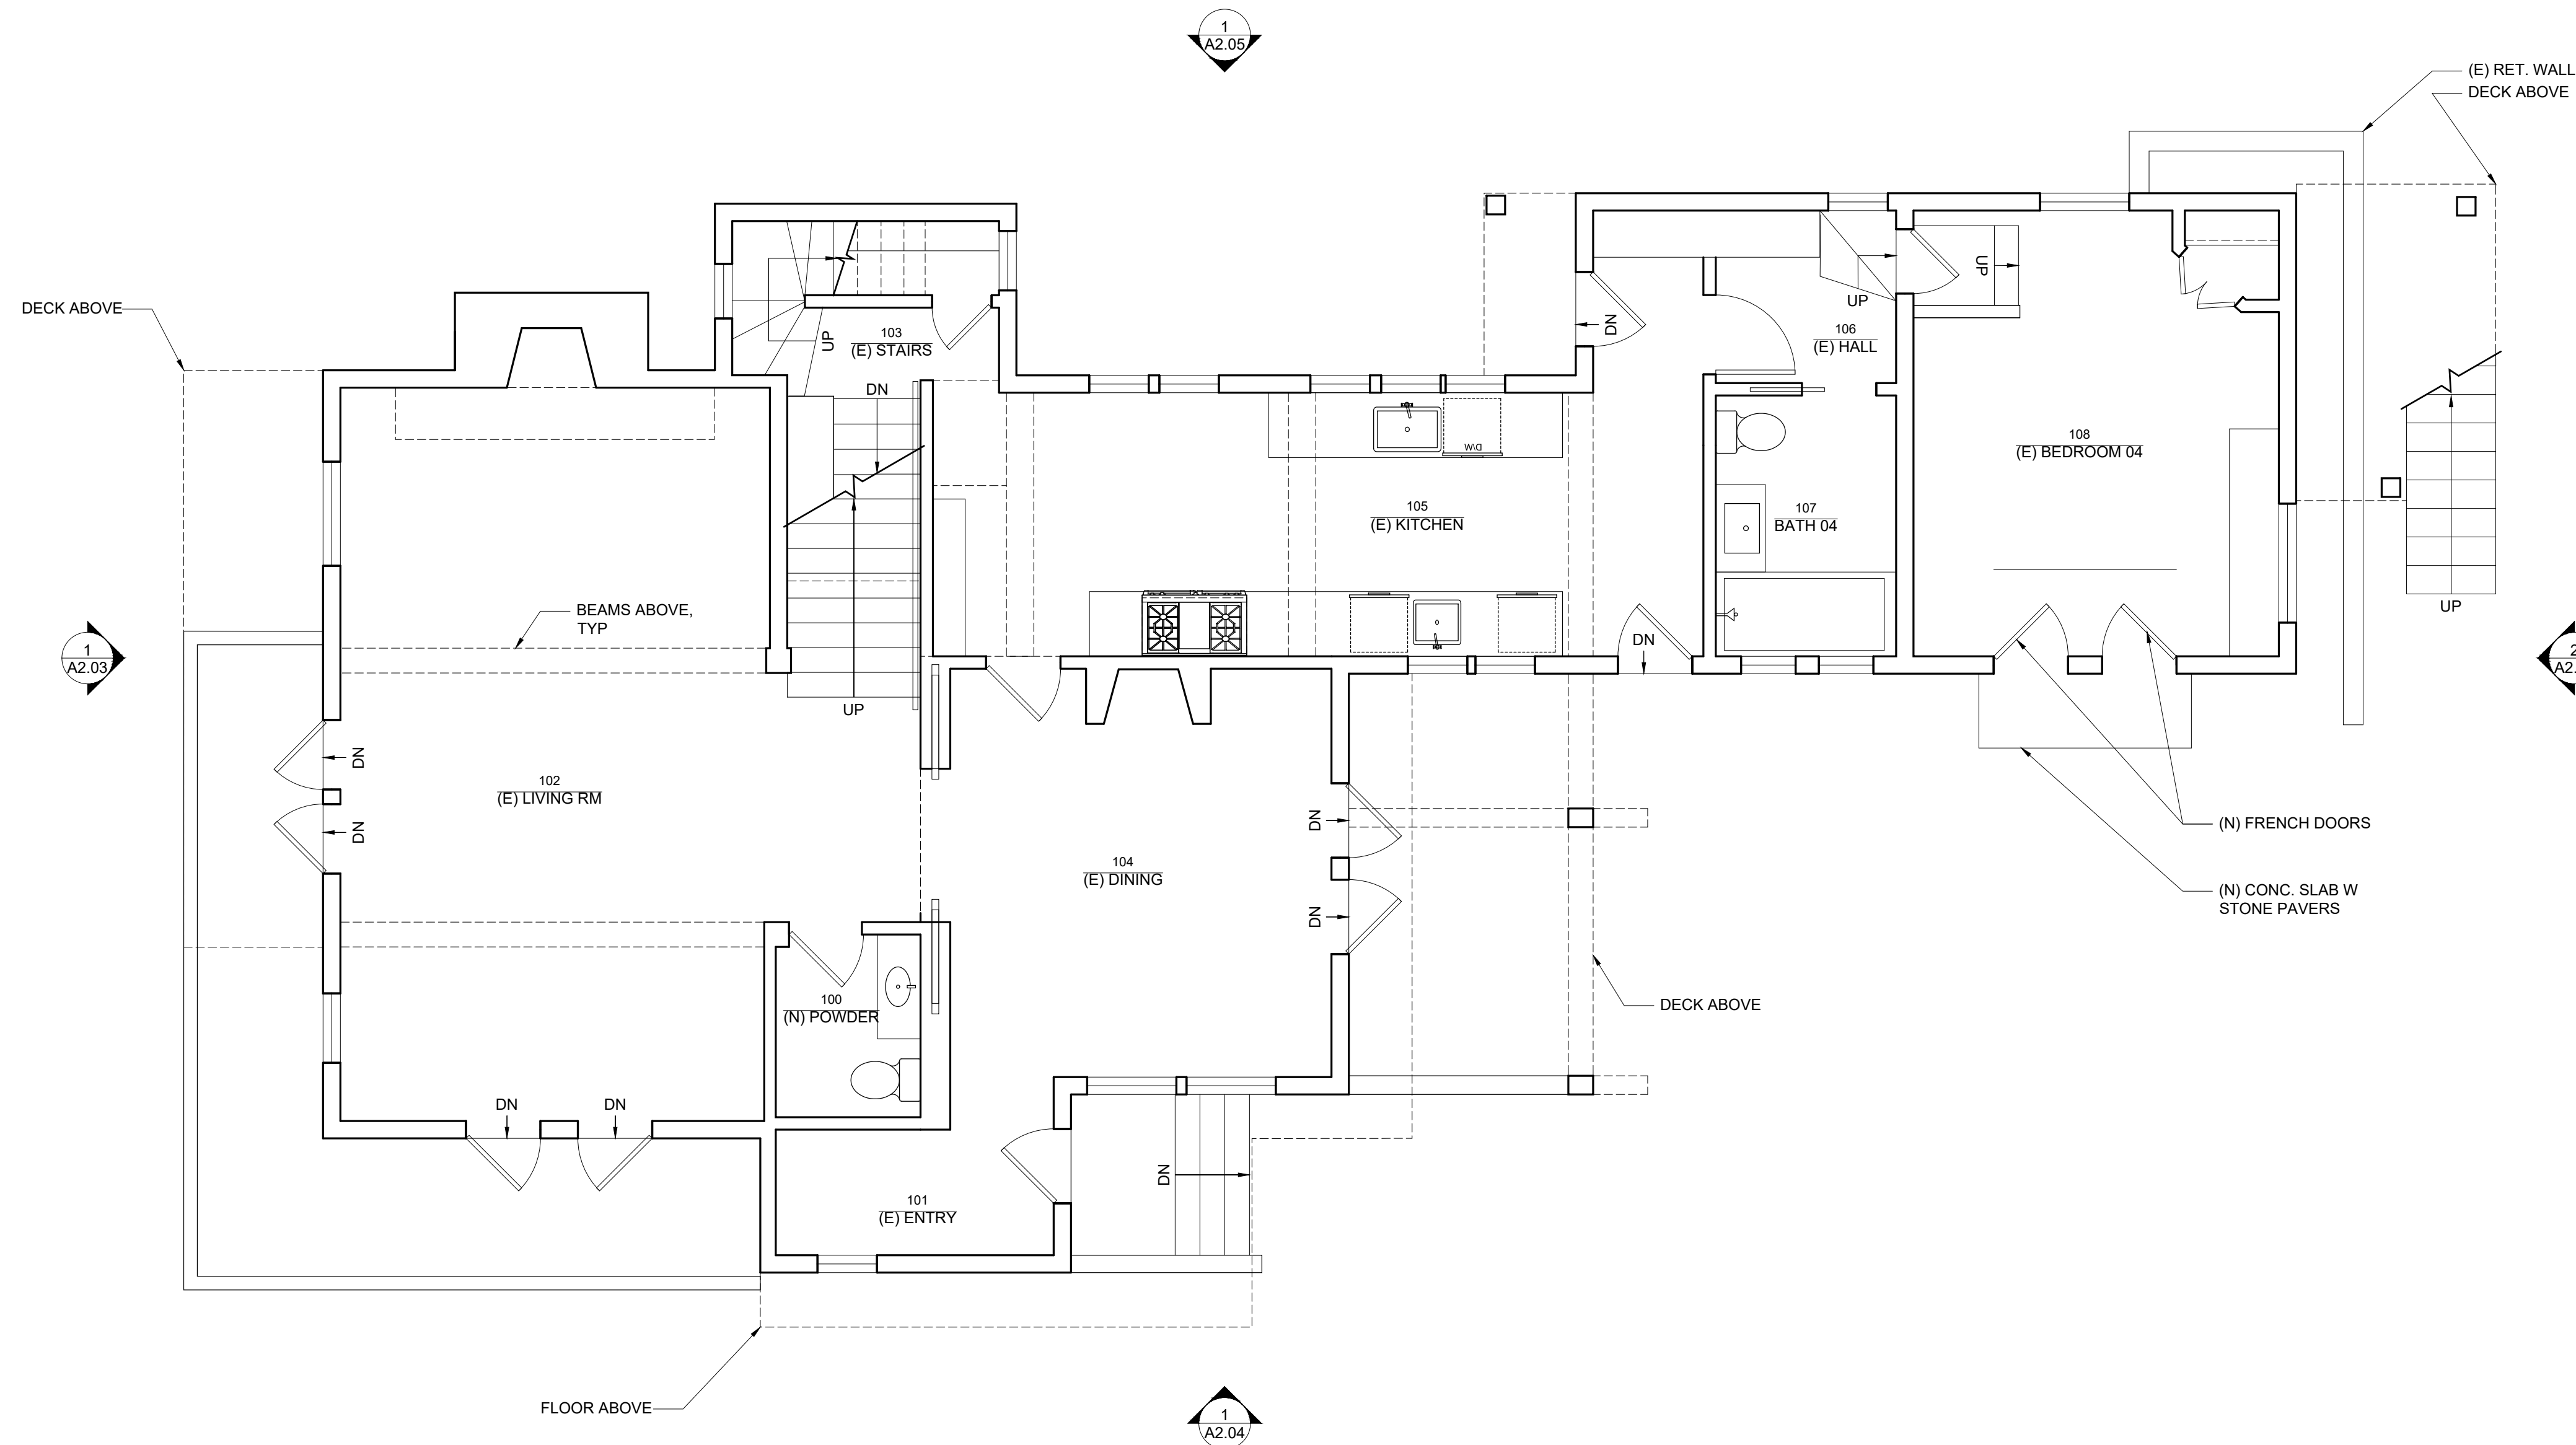 1
A2.05
(E) RET. WALL
DECK ABOVE
DECK ABOVE
UP
103
(E) STAIRS
DN
DN
UP
106
(E) HALL
UP
D\W
108
(E) BEDROOM 04
105
(E) KITCHEN
107
BATH 04
BEAMS ABOVE,
TYP
UP
DN
1
A2.03
2
A2.
UP
DN
DN
102
(E) LIVING RM
DN
DN
104
(E) DINING
(N) FRENCH DOORS
(N) CONC. SLAB W
STONE PAVERS
100
(N) POWDER
DECK ABOVE
DN
DN
DN
101
(E) ENTRY
FLOOR ABOVE
1
A2.04